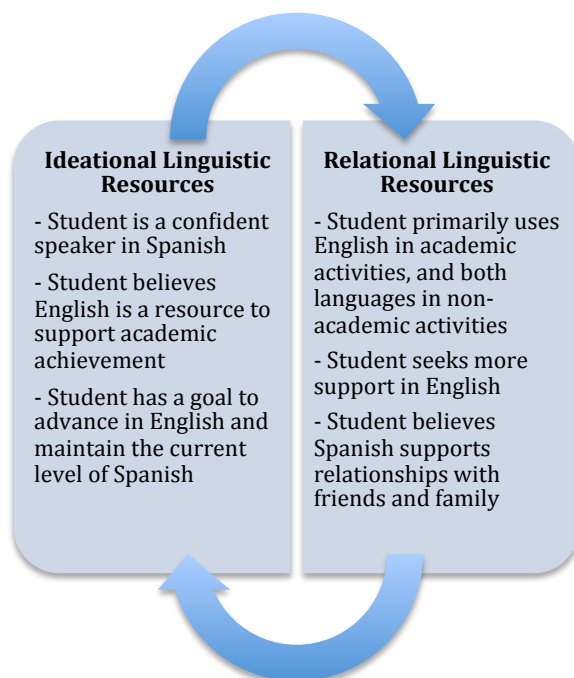 Ideational Linguistic
Resources
- Student is a confident
speaker in Spanish
- Student believes
English is a resource to
support academic
achievement
- Student has a goal to
advance in English and
maintain the current
level of Spanish
Relational Linguistic
Resources
- Student primarily uses
English in academic
activities, and both
languages in non-
academic activities
- Student seeks more
support in English
- Student believes
Spanish supports
relationships with
friends and family